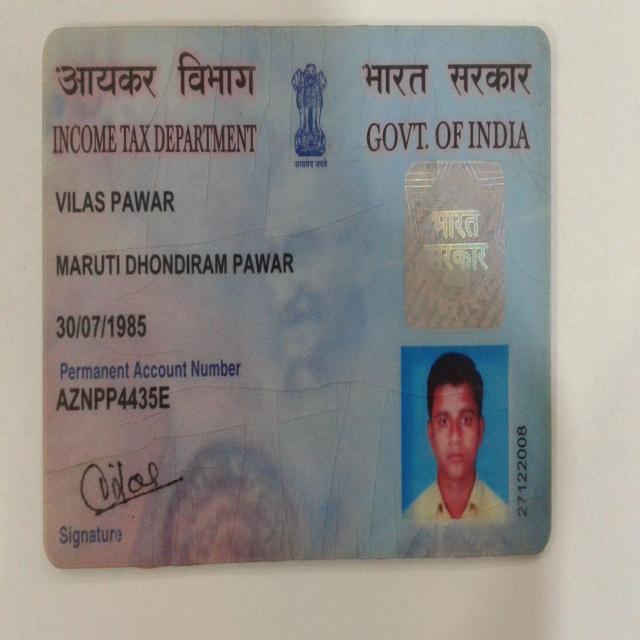 आयकर विभाग
भारत सरकार
INCOME TAX DEPARTMENT
GOVT. OF INDIA
सत्यमेव जयते
VILAS PAWAR
भारत
सरकार
MARUTI DHONDIRAM PAWAR
30/07/1985
Permanent Account Number
AZNPP4435E
27122008
Vilas
Signature